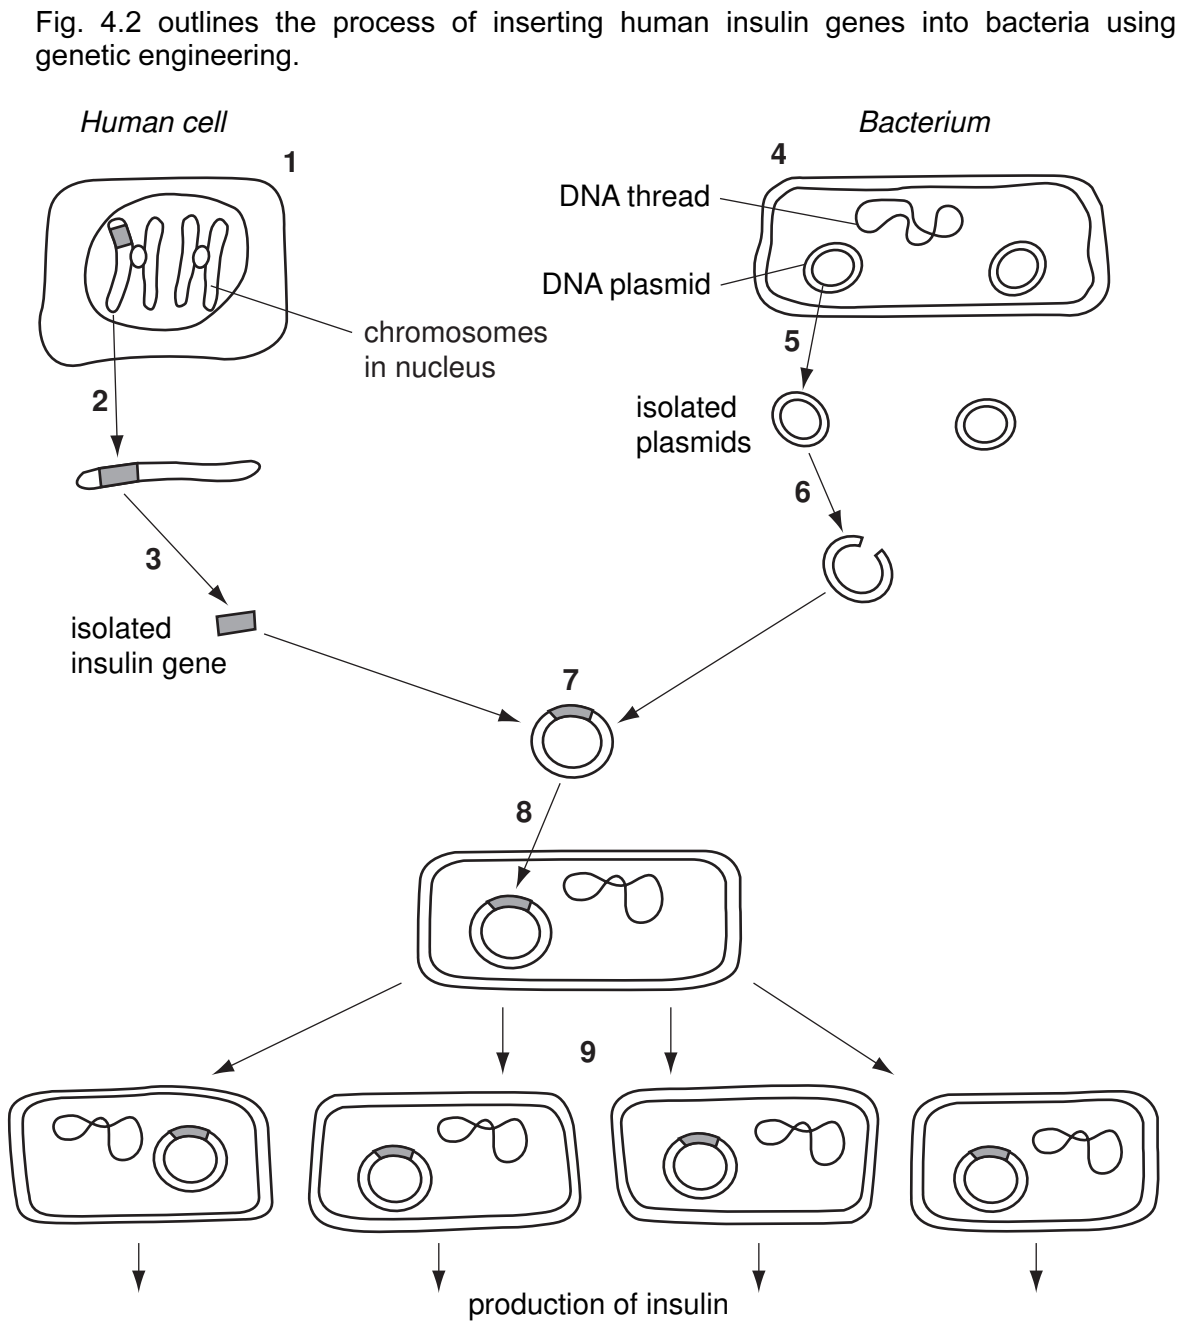 Fig. 4.2 outlines the process of inserting human insulin genes into bacteria using
genetic engineering.
Human cell
Bacterium
1
4
DNA thread
DNA plasmid
chromosomes
in nucleus
5
2
isolated
plasmids
6
3
isolated
insulin gene
7
8
9
production of insulin